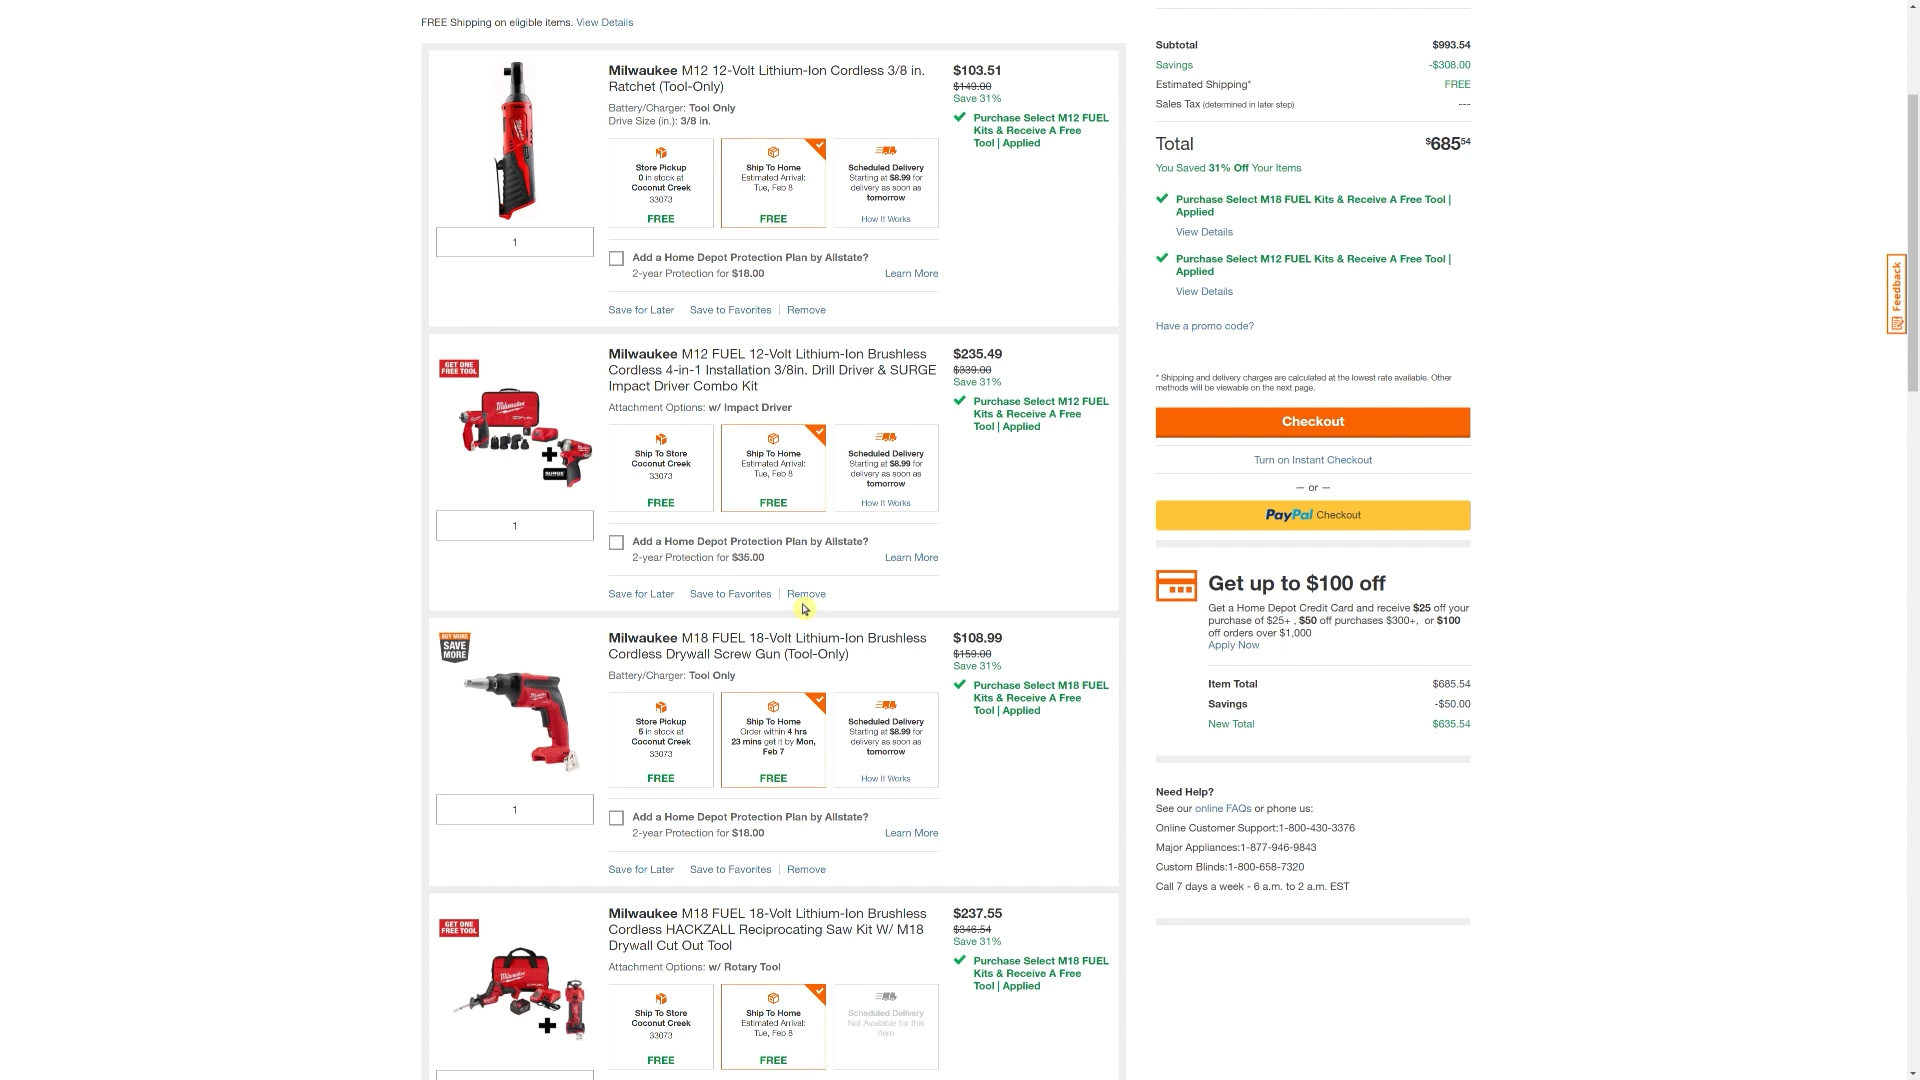 FREE Shipping on eligible items. View Details
Milwaukee M12 12-Volt Lithium-Ion Cordless 3/8 in.
Ratchet (Tool-Only)
Battery/Charger: Tool Only
Drive Size (in.): 3/8 in.
$103.51
$149.00
Save 31%
Purchase Select M12 FUEL
Kits & Receive A Free
Tool | Applied
Store Pickup
0 in stock at
Coconut Creek
33073
FREE
Ship To Home
Estimated Arrival:
Tue, Feb 8
FREE
Scheduled Delivery
Starting at $8.99 for
delivery as soon as
tomorrow
How It Works
1
Add a Home Depot Protection Plan by Allstate?
2-year Protection for $18.00
Learn More
Save for Later
Save to Favorites
Remove
GET ONE
FREE TOOL
Milwaukee M12 FUEL 12-Volt Lithium-Ion Brushless
Cordless 4-in-1 Installation 3/8in. Drill Driver & SURGE
Impact Driver Combo Kit
Attachment Options: w/ Impact Driver
$235.49
$339.00
Save 31%
Purchase Select M12 FUEL
Kits & Receive A Free
Tool | Applied
Ship To Store
Coconut Creek
33073
FREE
Ship To Home
Estimated Arrival:
Tue, Feb 8
FREE
Scheduled Delivery
Starting at $8.99 for
delivery as soon as
tomorrow
How It Works
SURGE
1
Add a Home Depot Protection Plan by Allstate?
2-year Protection for $35.00
Learn More
Save for Later
Save to Favorites
Remove
BUY MORE
SAVE
MORE
Milwaukee M18 FUEL 18-Volt Lithium-Ion Brushless
Cordless Drywall Screw Gun (Tool-Only)
Battery/Charger: Tool Only
$108.99
$159.00
Save 31%
Purchase Select M18 FUEL
Kits & Receive A Free
Tool | Applied
Store Pickup
5 in stock at
Coconut Creek
33073
FREE
Ship To Home
Order within 4 hrs
23 mins get it by Mon,
Feb 7
FREE
Scheduled Delivery
Starting at $8.99 for
delivery as soon as
tomorrow
How It Works
1
Add a Home Depot Protection Plan by Allstate?
2-year Protection for $18.00
Learn More
Save for Later
Save to Favorites
Remove
GET ONE
FREE TOOL
Milwaukee M18 FUEL 18-Volt Lithium-Ion Brushless
Cordless HACKZALL Reciprocating Saw Kit W/ M18
Drywall Cut Out Tool
Attachment Options: w/ Rotary Tool
$237.55
$346.54
Save 31%
Purchase Select M18 FUEL
Kits & Receive A Free
Tool | Applied
Ship To Store
Coconut Creek
33073
FREE
Ship To Home
Estimated Arrival:
Tue, Feb 8
FREE
Scheduled Delivery
Not Available for this
item
Subtotal $993.54
Savings -$308.00
Estimated Shipping* FREE
Sales Tax (determined in later step) ---
Total $685.54
You Saved 31% Off Your Items
Purchase Select M18 FUEL Kits & Receive A Free Tool |
Applied
View Details
Purchase Select M12 FUEL Kits & Receive A Free Tool |
Applied
View Details
Have a promo code?
* Shipping and delivery charges are calculated at the lowest rate available. Other
methods will be viewable on the next page.
Checkout
Turn on Instant Checkout
— or —
PayPal Checkout
Get up to $100 off
Get a Home Depot Credit Card and receive $25 off your
purchase of $25+ , $50 off purchases $300+, or $100
off orders over $1,000
Apply Now
Item Total $685.54
Savings -$50.00
New Total $635.54
Need Help?
See our online FAQs or phone us:
Online Customer Support:1-800-430-3376
Major Appliances:1-877-946-9843
Custom Blinds:1-800-658-7320
Call 7 days a week - 6 a.m. to 2 a.m. EST
Feedback